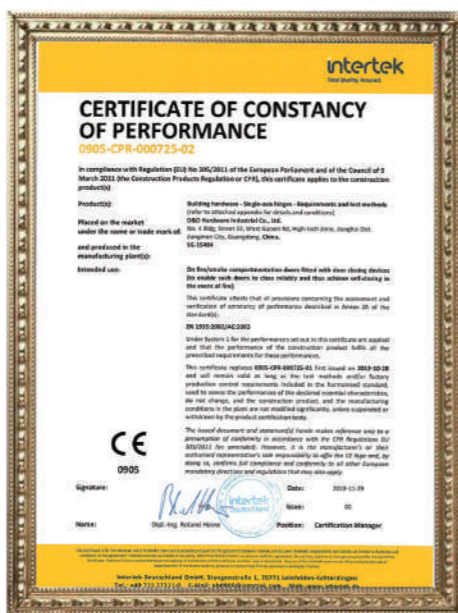 intertek
Total Quality. Assured.
CERTIFICATE OF CONSTANCY
OF PERFORMANCE
0905-CPR-000725-02
In compliance with Regulation (EU) No 305/2011 of the European Parliament and of the Council of 9
March 2011 (the Construction Products Regulation or CPR), this certificate applies to the construction
product(s)
Product(s): Building hardware - Single-axis hinges - Requirements and test methods
(refer to attached appendix for details and conditions)
Placed on the market D&D Hardware Industrial Co., Ltd.
under the name or trade mark of: No. 4 Bldg, Street 33, West Gaoxin Rd, High-tech Zone, Jianghai Dist
Jiangmen City, Guangdong, China.
and produced in the SG-15404
manufacturing plant(s):
Intended use: On fire/smoke compartmentation doors fitted with door closing devices
(to enable such doors to close reliably and thus achieve self-closing in
the event of fire)
This certificate attests that all provisions concerning the assessment and
verification of constancy of performance described in Annex ZA of the
standard(s):
EN 1935:2002/AC:2003
Under System 1 for the performances set out in this certificate are applied
and that the performance of the construction product fulfils all the
prescribed requirements for these performances.
This certificate replaces 0905-CPR-000725-01 first issued on 2019-10-28
and will remain valid as long as the test methods and/or factory
production control requirements included in the harmonised standard,
used to assess the performances of the declared essential characteristics,
do not change, and the construction product, and the manufacturing
conditions in the plant are not modified significantly, unless suspended or
withdrawn by the product certification body.
The issued document and statement(s) herein makes reference only to a
presumption of conformity in accordance with the CPR Regulations EU
305/2011 (as amended). However, it is the manufacturer's or their
authorised representative's sole responsibility to affix the CE logo and, by
doing so, confirms full compliance and conformity to all other European
mandatory directives and regulations that may also apply.
CE
0905
Signature: Date: 2019-11-29
intertek
Deutschland
Issue: 02
Name: Dipl.-Ing. Roland Heine Position: Certification Manager
Intertek Deutschland GmbH, Stangenstraße 1, 70771 Leinfelden-Echterdingen